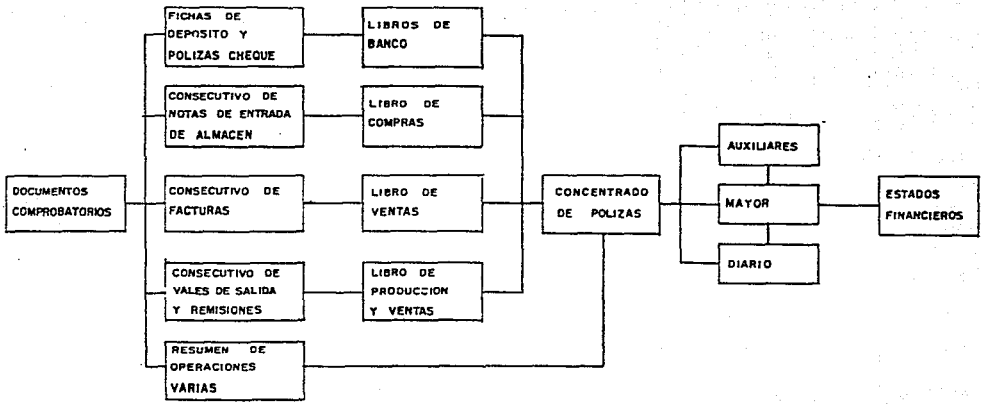 FICHAS DE
DEPOSITO Y
POLIZAS CHEQUE
LIBROS DE
BANCO
CONSECUTIVO DE
NOTAS DE ENTRADA
DE ALMACEN
LIBRO DE
COMPRAS
DOCUMENTOS
COMPROBATORIOS
CONSECUTIVO DE
FACTURAS
LIBRO DE
VENTAS
CONSECUTIVO DE
VALES DE SALIDA
Y REMISIONES
LIBRO DE
PRODUCCION
Y VENTAS
RESUMEN DE
OPERACIONES
VARIAS
CONCENTRADO
DE POLIZAS
AUXILIARES
MAYOR
DIARIO
ESTADOS
FINANCIEROS